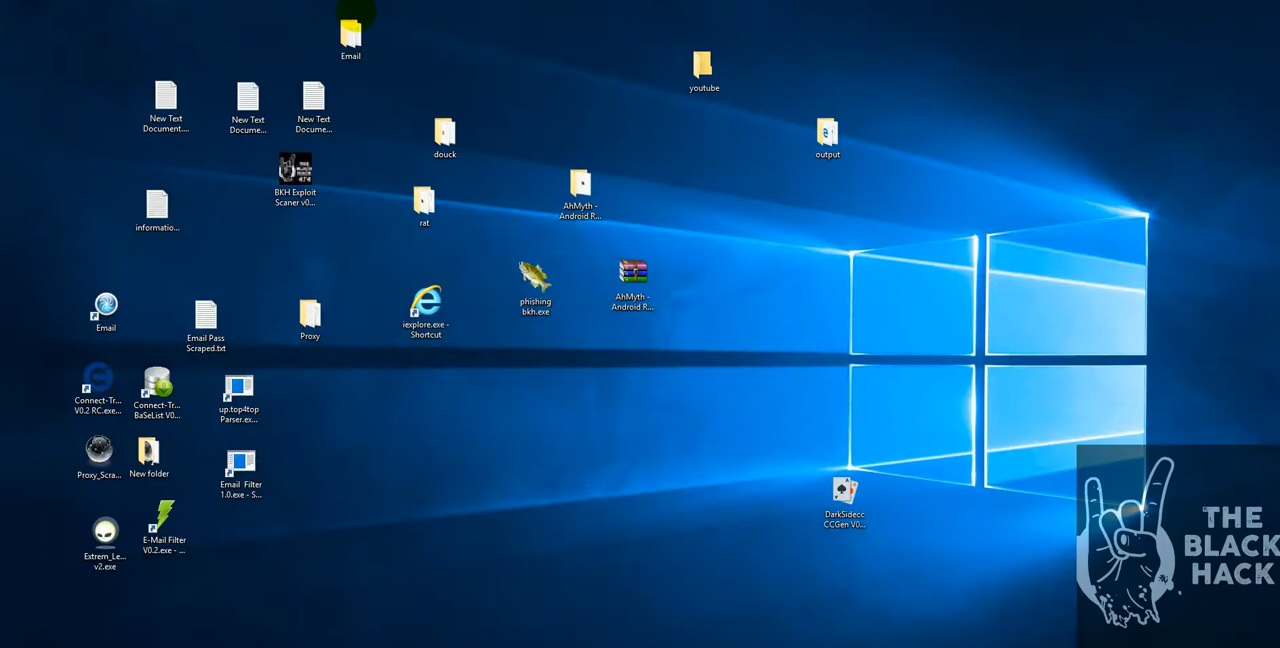 Email
youtube
New Text
Document....
New Text
Docume...
New Text
Docume...
douck
output
THE
BLACK
HACK
BKH Exploit
Scaner v0...
AhMyth -
Android R...
rat
informatio...
phishing
bkh.exe
AhMyth -
Android R...
Email
Email Pass
Scraped.txt
Proxy
iexplore.exe -
Shortcut
Connect-Tr...
V0.2 RC.exe...
Connect-Tr...
BaSeList V0...
up.top4top
Parser.ex...
Proxy_Scra...
New folder
Email Filter
1.0.exe - S...
DarkSidecc
CCGen V0...
Extrem_Le...
v2.exe
E-Mail Filter
V0.2.exe - ...
THE
BLACK
HACK